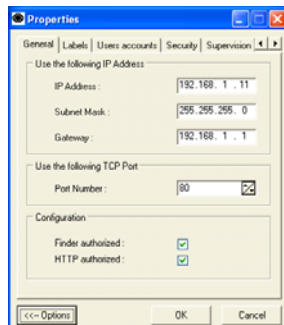 Properties
General Labels Users accounts Security Supervision
Use the following IP Address
IP Address : 192.168. 1 .11
Subnet Mask : 255.255.255. 0
Gateway : 192.168. 1 . 1
Use the following TCP Port
Port Number : 80
Configuration
Finder authorized :
HTTP authorized :
<<-- Options OK Cancel